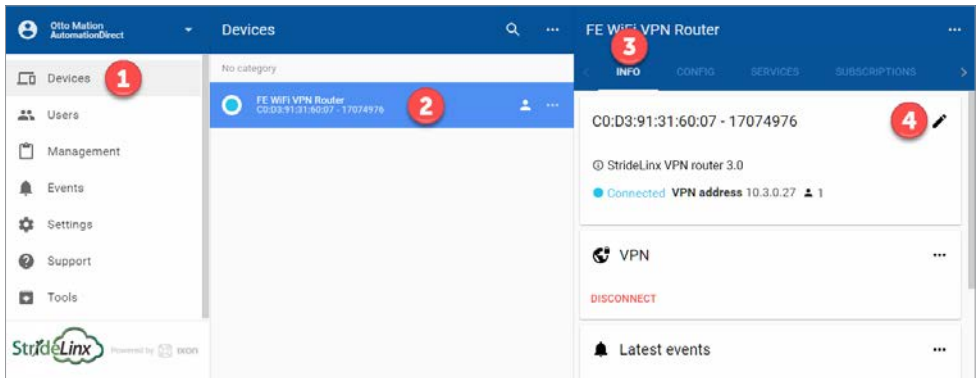 Otto Mation
AutomationDirect
Devices
Users
Management
Events
Settings
Support
Tools
StrideLinx Powered by IXON
1
Devices
No category
FE WiFi VPN Router
C0:D3:91:31:60:07 - 17074976
2
FE WiFi VPN Router
3
INFO CONFIG SERVICES SUBSCRIPTIONS
C0:D3:91:31:60:07 - 17074976
4
StrideLinx VPN router 3.0
Connected VPN address 10.3.0.27 1
VPN
DISCONNECT
Latest events